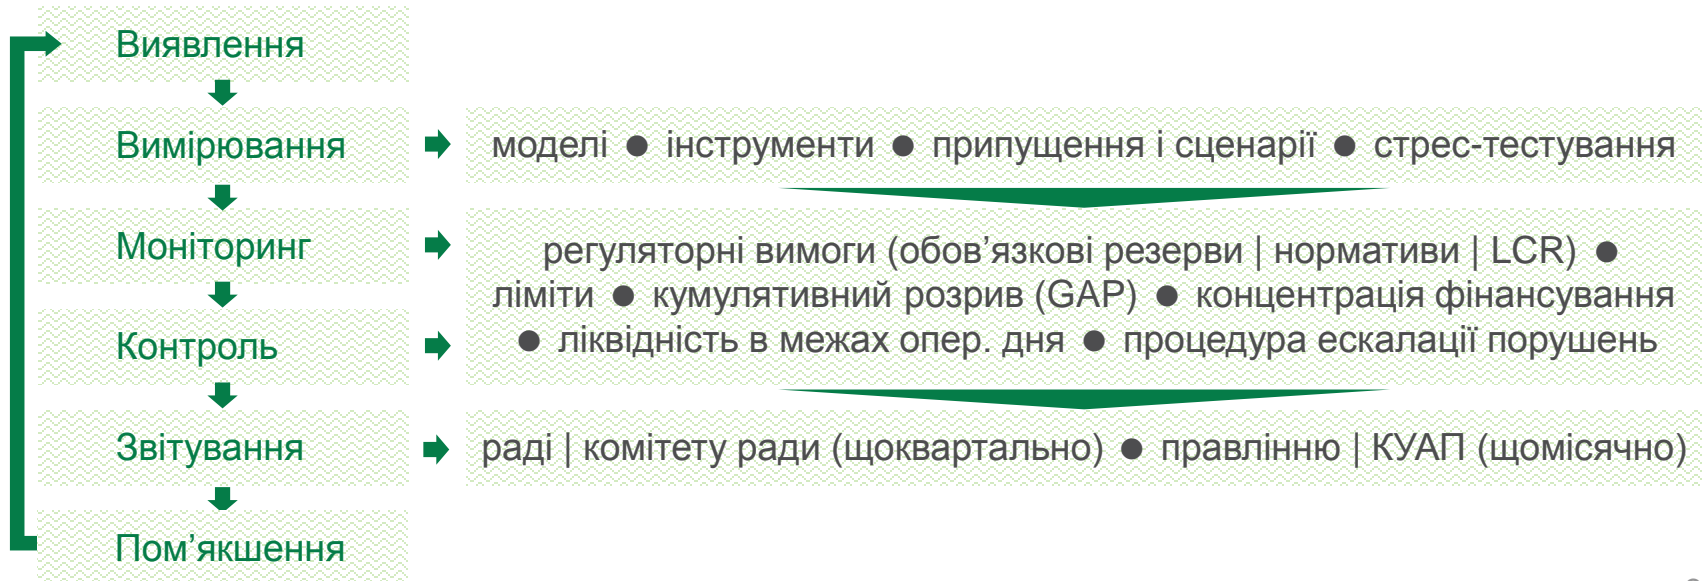 Виявлення
Вимірювання
моделі ● інструменти ● припущення і сценарії ● стрес-тестування
Моніторинг
регуляторні вимоги (обов’язкові резерви | нормативи | LCR) ●
ліміти ● кумулятивний розрив (GAP) ● концентрація фінансування
● ліквідність в межах опер. дня ● процедура ескалації порушень
Контроль
Звітування
раді | комітету ради (щоквартально) ● правлінню | КУАП (щомісячно)
Пом’якшення